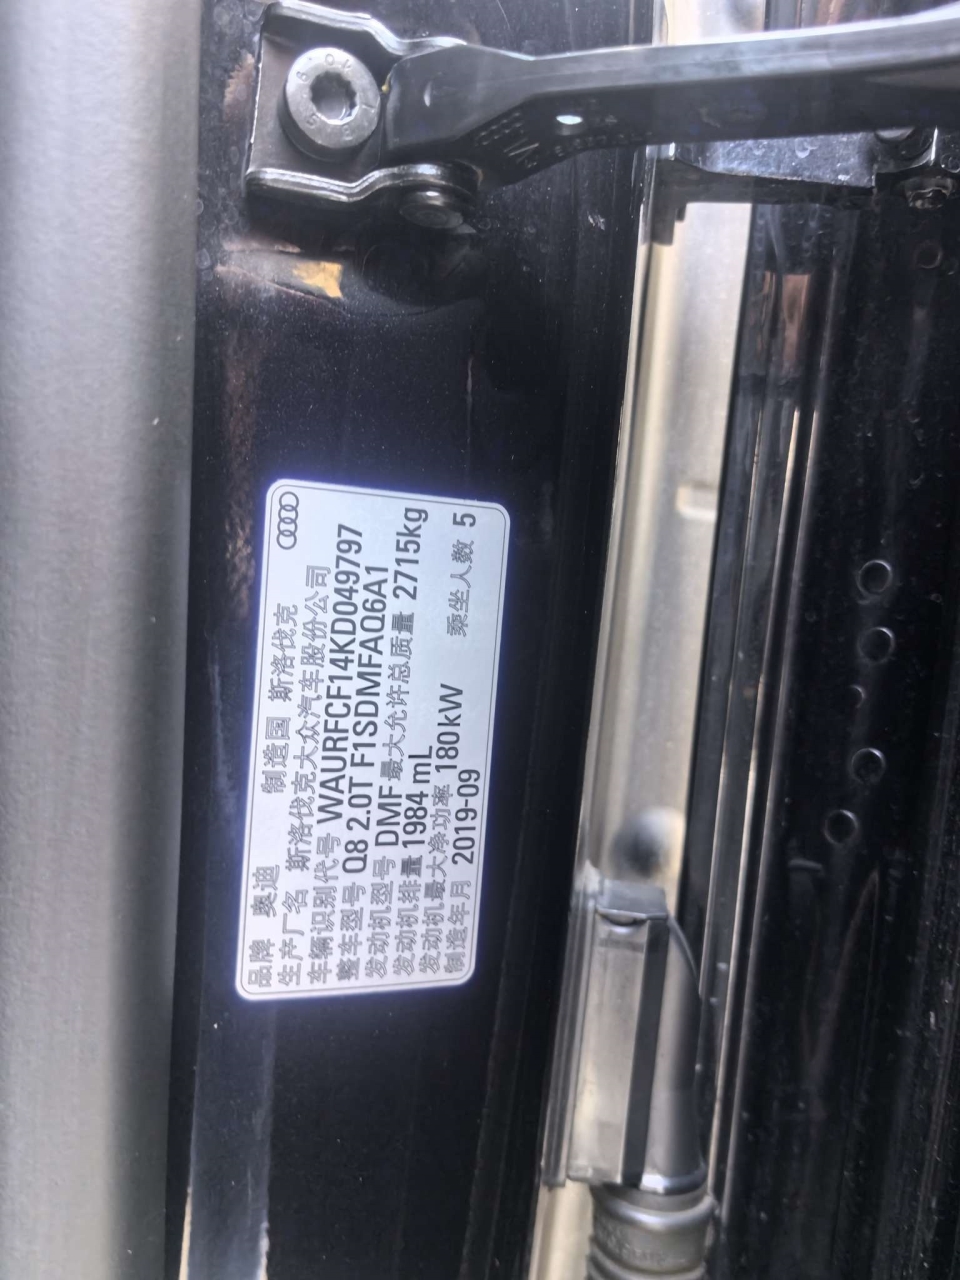 品牌 奥迪 制造国 斯洛伐克
生产厂名 斯洛伐克大众汽车股份公司
车辆识别代号 WAURFCF14KD049797
整车型号 Q8 2.0T F1SDMFAQ6A1
发动机型号 DMF 最大允许总质量 2715kg
发动机排量 1984 mL
发动机最大净功率 180kW 乘坐人数 5
制造年月 2019-09